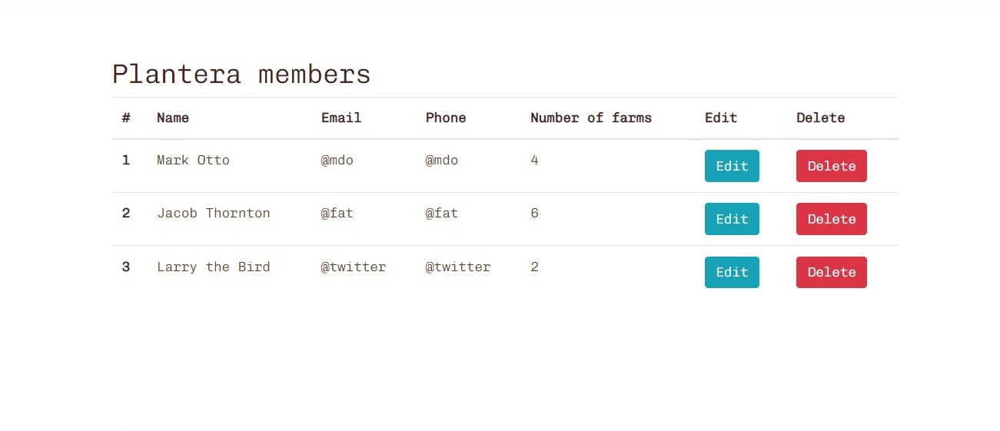 Plantera members
# Name Email Phone Number of farms Edit Delete
1 Mark Otto @mdo @mdo 4 Edit Delete
2 Jacob Thornton @fat @fat 6 Edit Delete
3 Larry the Bird @twitter @twitter 2 Edit Delete